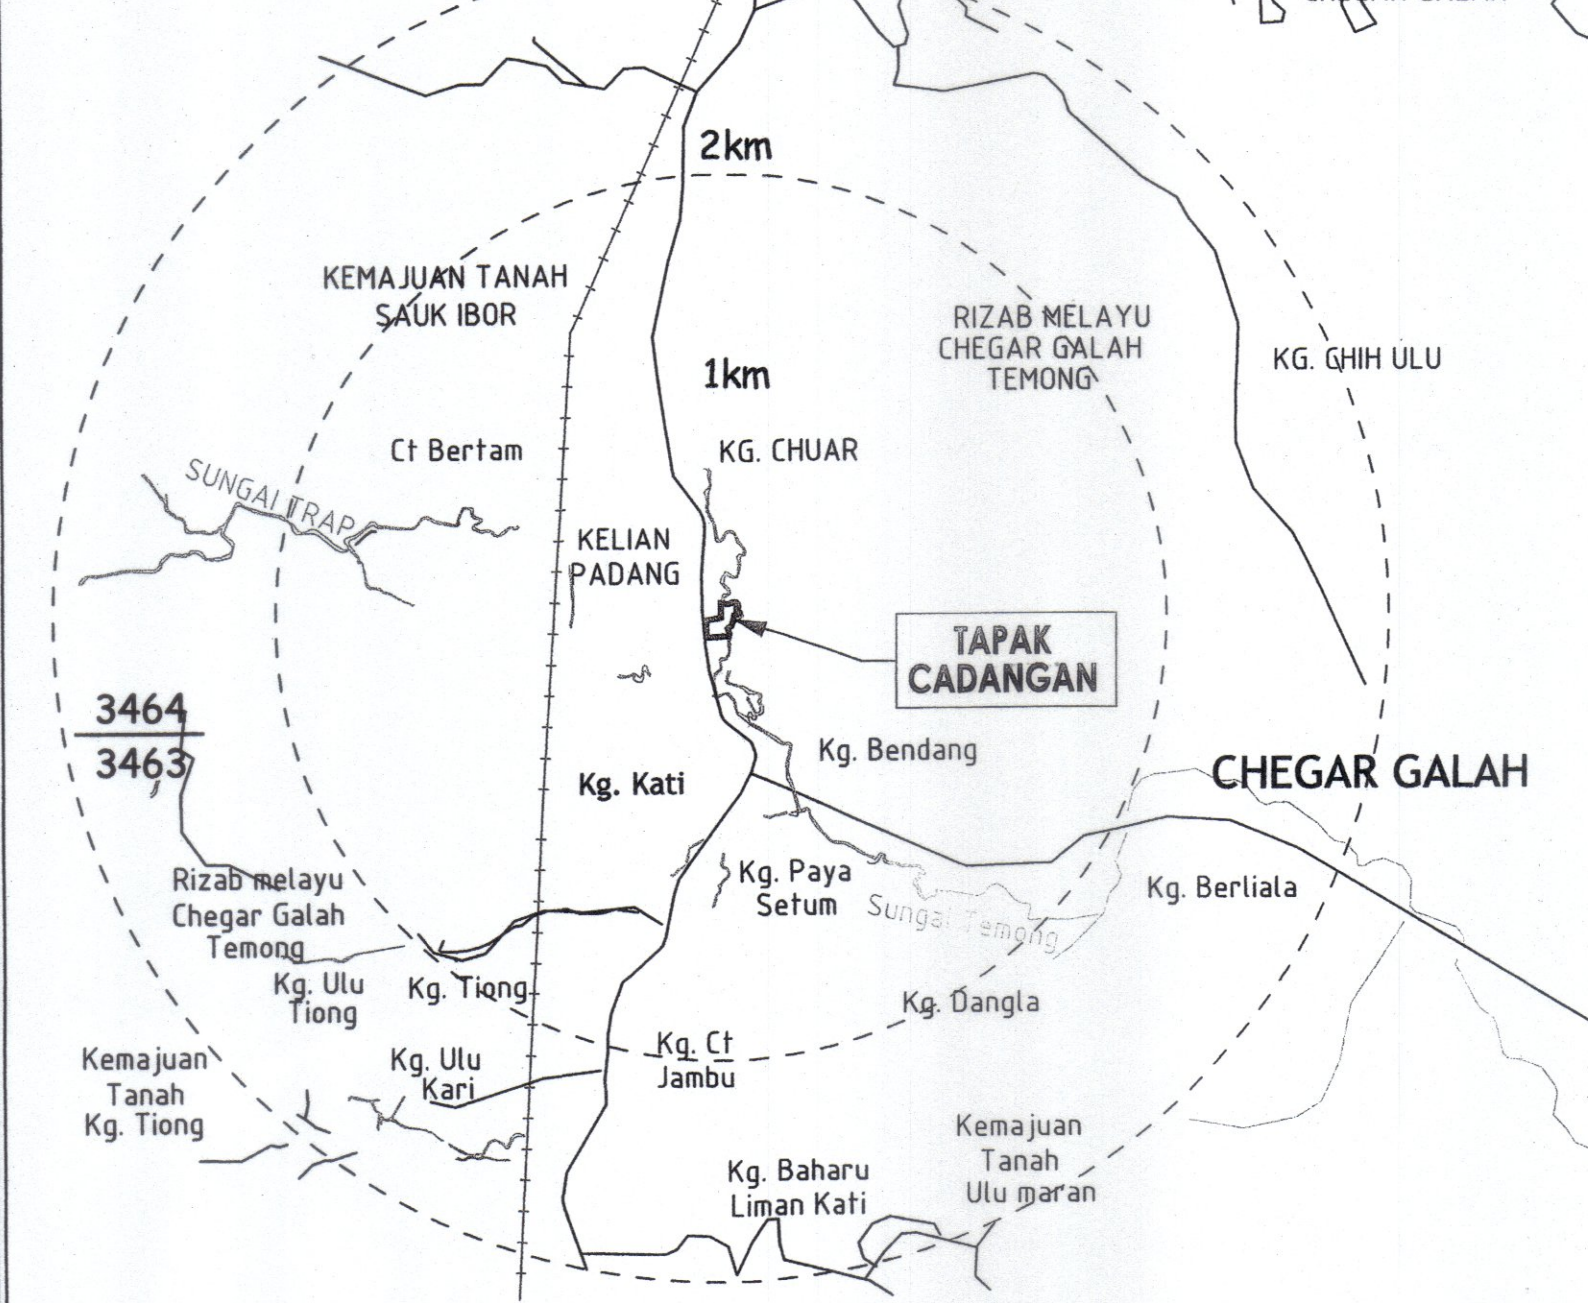 2km
KEMAJUAN TANAH
SAUK IBOR
RIZAB MELAYU
CHEGAR GALAH
TEMONG
KG. GHIH ULU
1km
Ct Bertam
KG. CHUAR
SUNGAI TRAP
KELIAN
PADANG
TAPAK
CADANGAN
3464
3463
Kg. Bendang
Kg. Kati
CHEGAR GALAH
Rizab melayu
Chegar Galah
Temong
Kg. Paya
Setum
Sungai Temong
Kg. Berliala
Kg. Ulu
Tiong
Kg. Tiong
Kg. Dangla
Kemajuan
Tanah
Kg. Tiong
Kg. Ulu
Kari
Kg. Ct
Jambu
Kemajuan
Tanah
Ulu maran
Kg. Baharu
Liman Kati